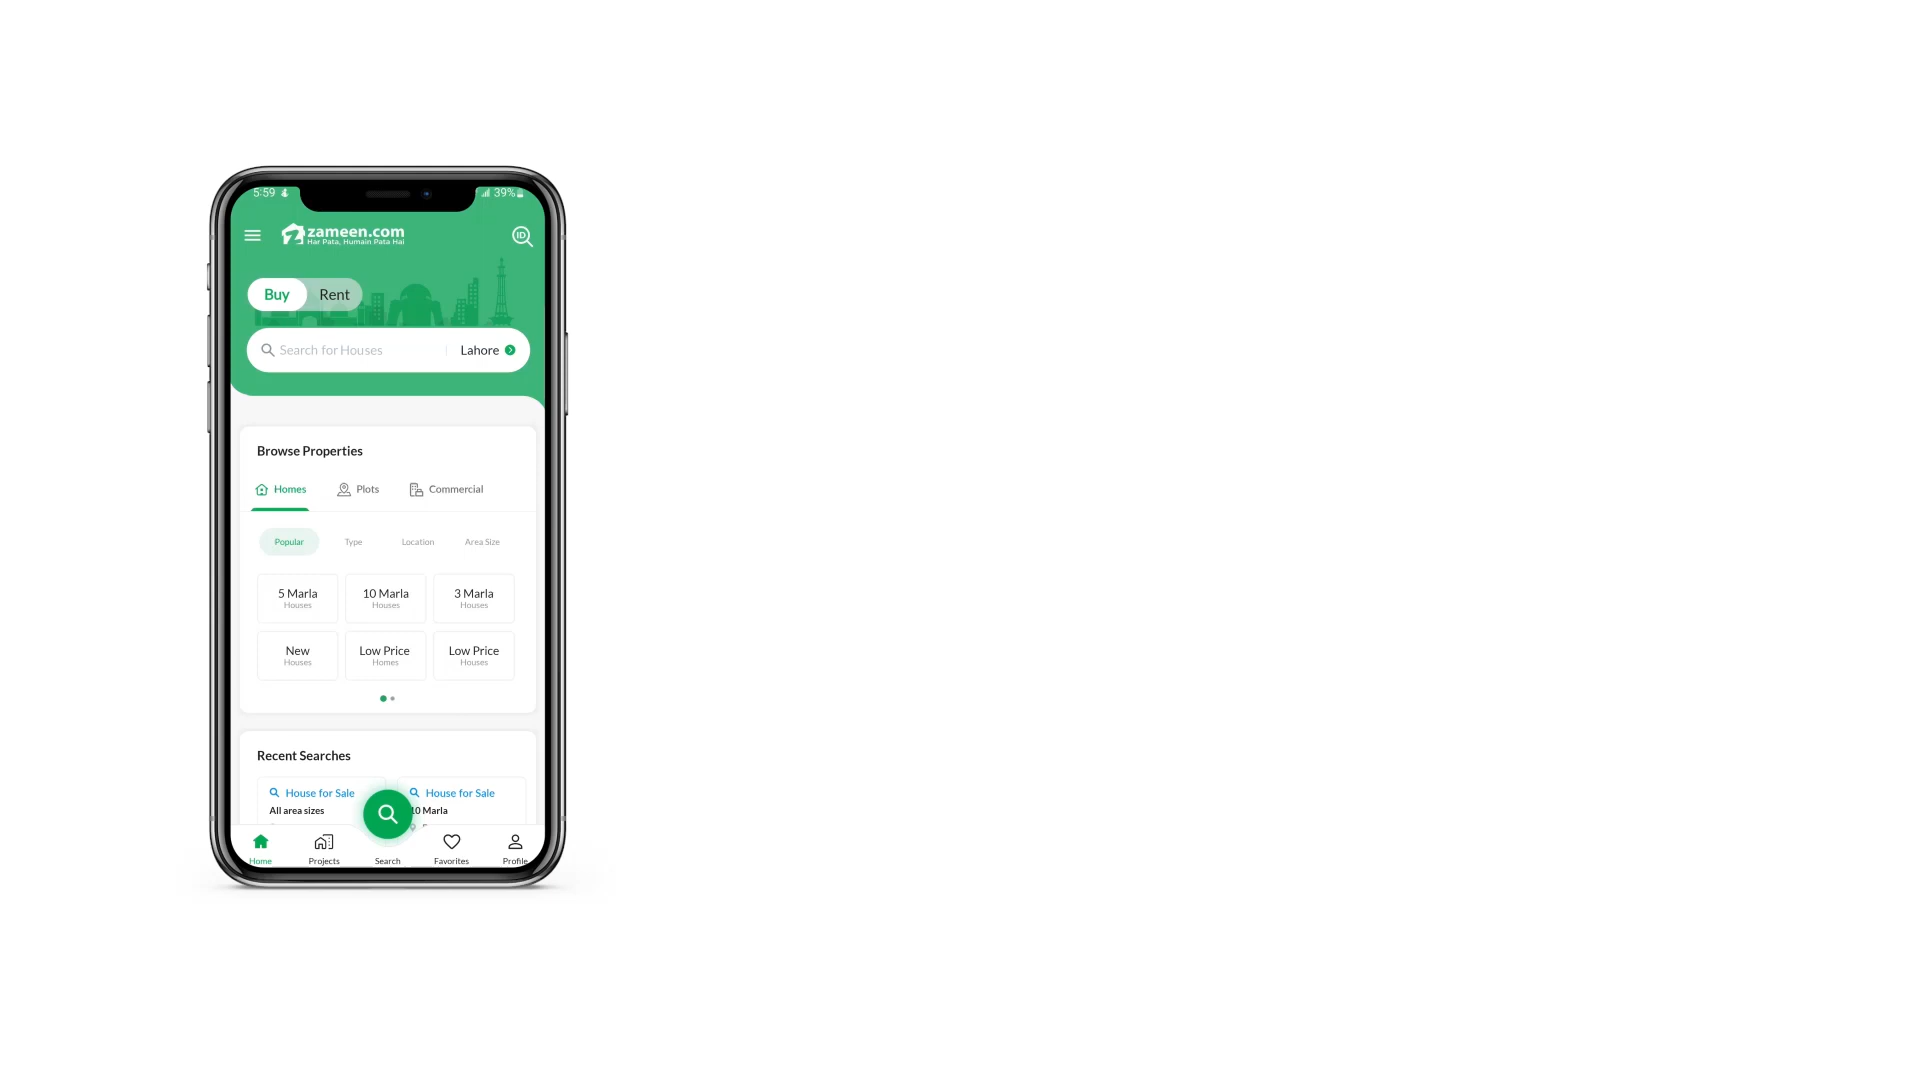 5:59
39%
zameen.com
Har Pata, Humain Pata Hai
ID
Buy Rent
Search for Houses Lahore
Browse Properties
Homes Plots Commercial
Popular Type Location Area Size
5 Marla 10 Marla 3 Marla
Houses Houses Houses
New Low Price Low Price
Houses Homes Houses
Recent Searches
House for Sale House for Sale
All area sizes 10 Marla
Home Projects Search Favorites Profile